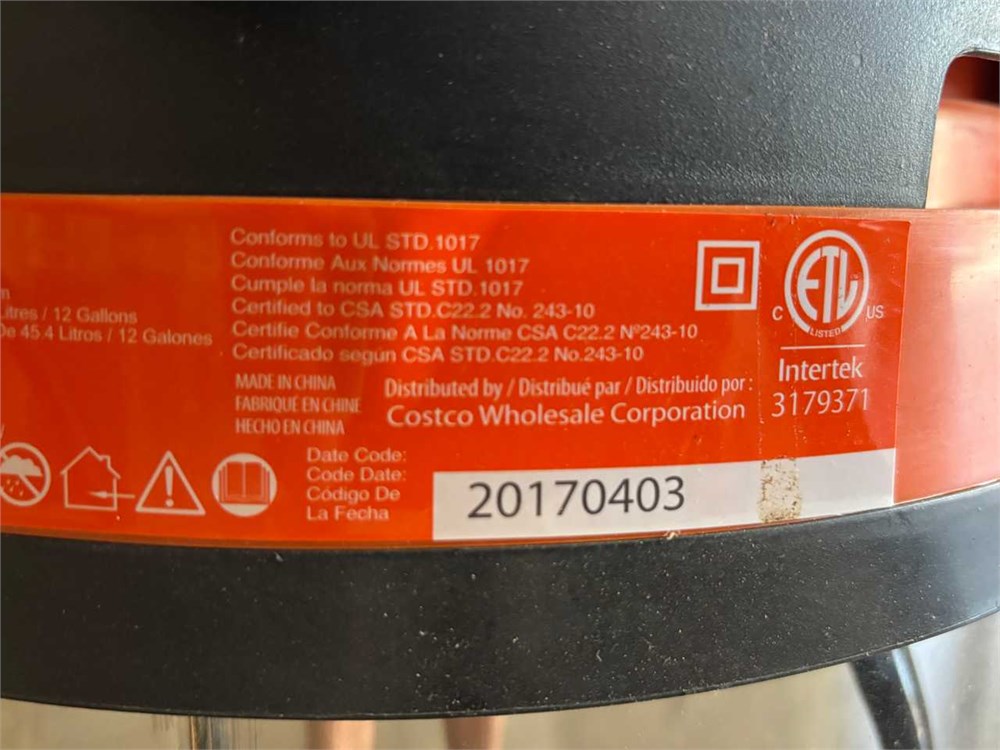 Litres / 12 Gallons
De 45.4 Litros / 12 Galones
Conforms to UL STD.1017
Conforme Aux Normes UL 1017
Cumple la norma UL STD.1017
Certified to CSA STD.C22.2 No. 243-10
Certifie Conforme A La Norme CSA C22.2 Nº243-10
Certificado segun CSA STD.C22.2 No.243-10
MADE IN CHINA
FABRIQUÉ EN CHINE
HECHO EN CHINA
Distributed by / Distribué par / Distribuido por :
Costco Wholesale Corporation
C ETL US
LISTED
Intertek
3179371
Date Code:
Code Date:
Código De
La Fecha
20170403